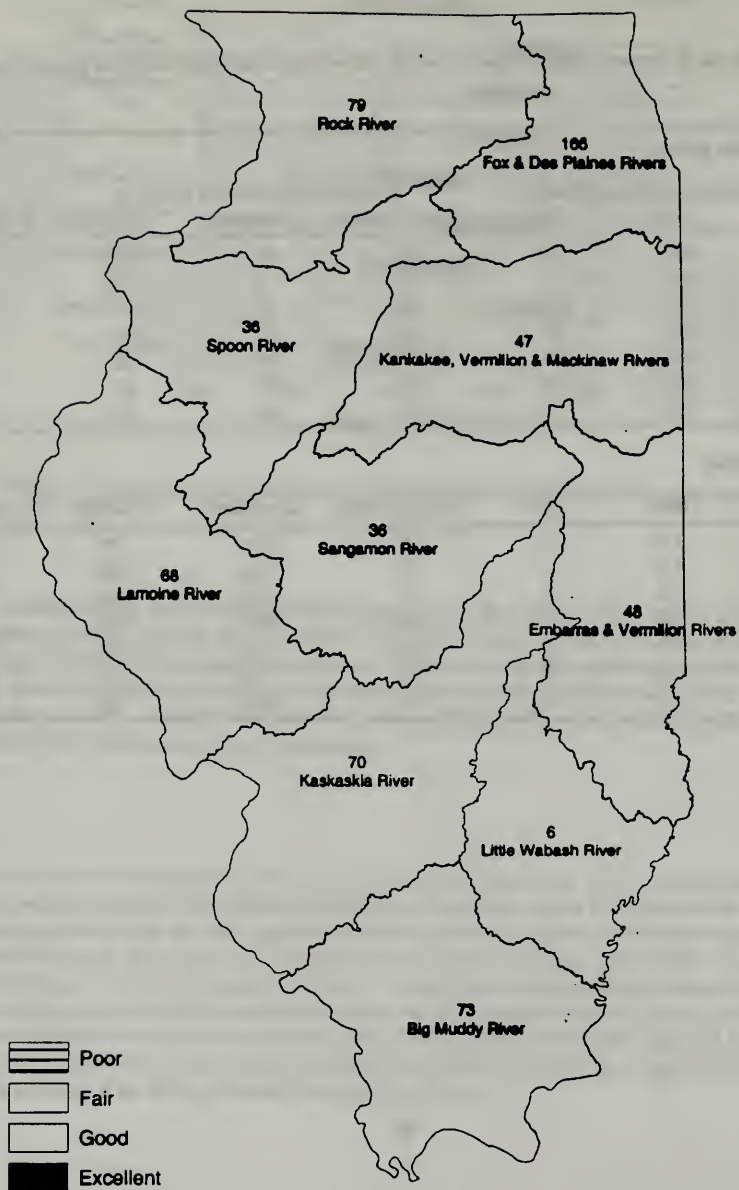 79
Rock River
166
Fox & Des Plaines Rivers
36
Spoon River
47
Kankakee, Vermilion & Mackinaw Rivers
36
Sangamon River
68
Lamoine River
48
Embarras & Vermilion Rivers
70
Kaskaskia River
6
Little Wabash River
73
Big Muddy River
Poor
Fair
Good
Excellent